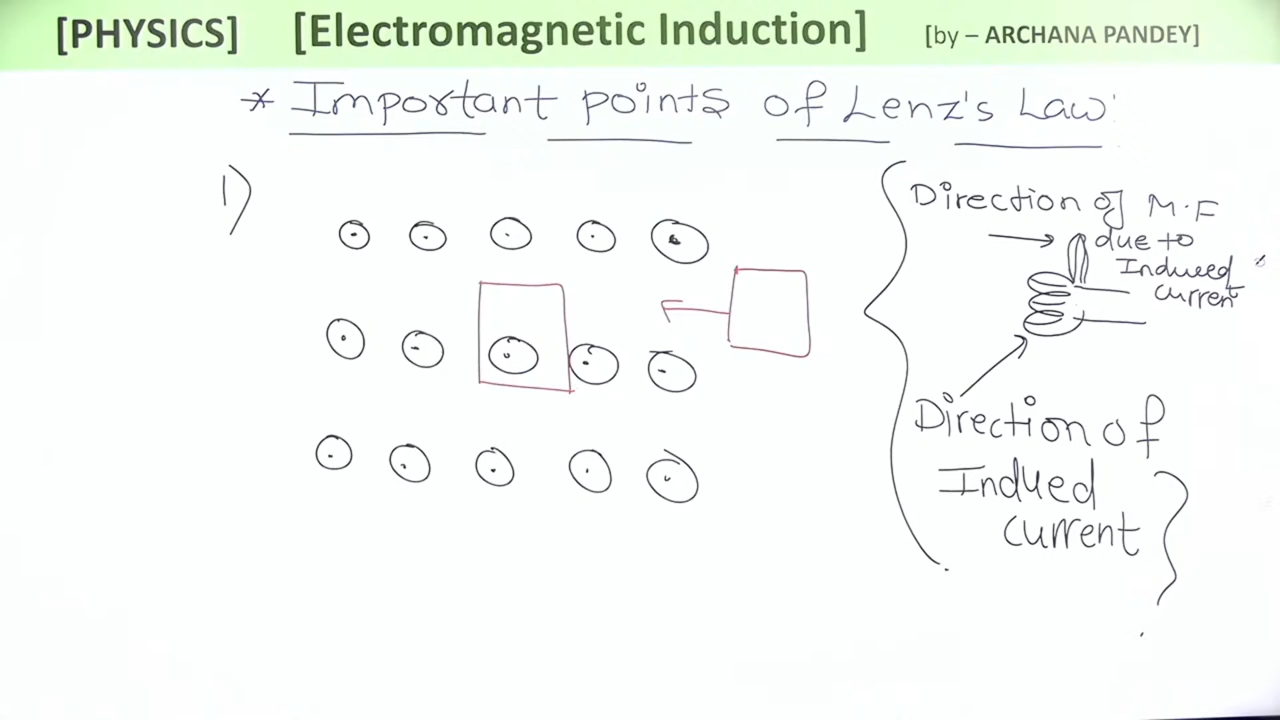 [PHYSICS] [Electromagnetic Induction] [by – ARCHANA PANDEY]
* Important points of Lenz's Law:
1)
Direction of M.F
due to
Induced
current
Direction of
Indued
current